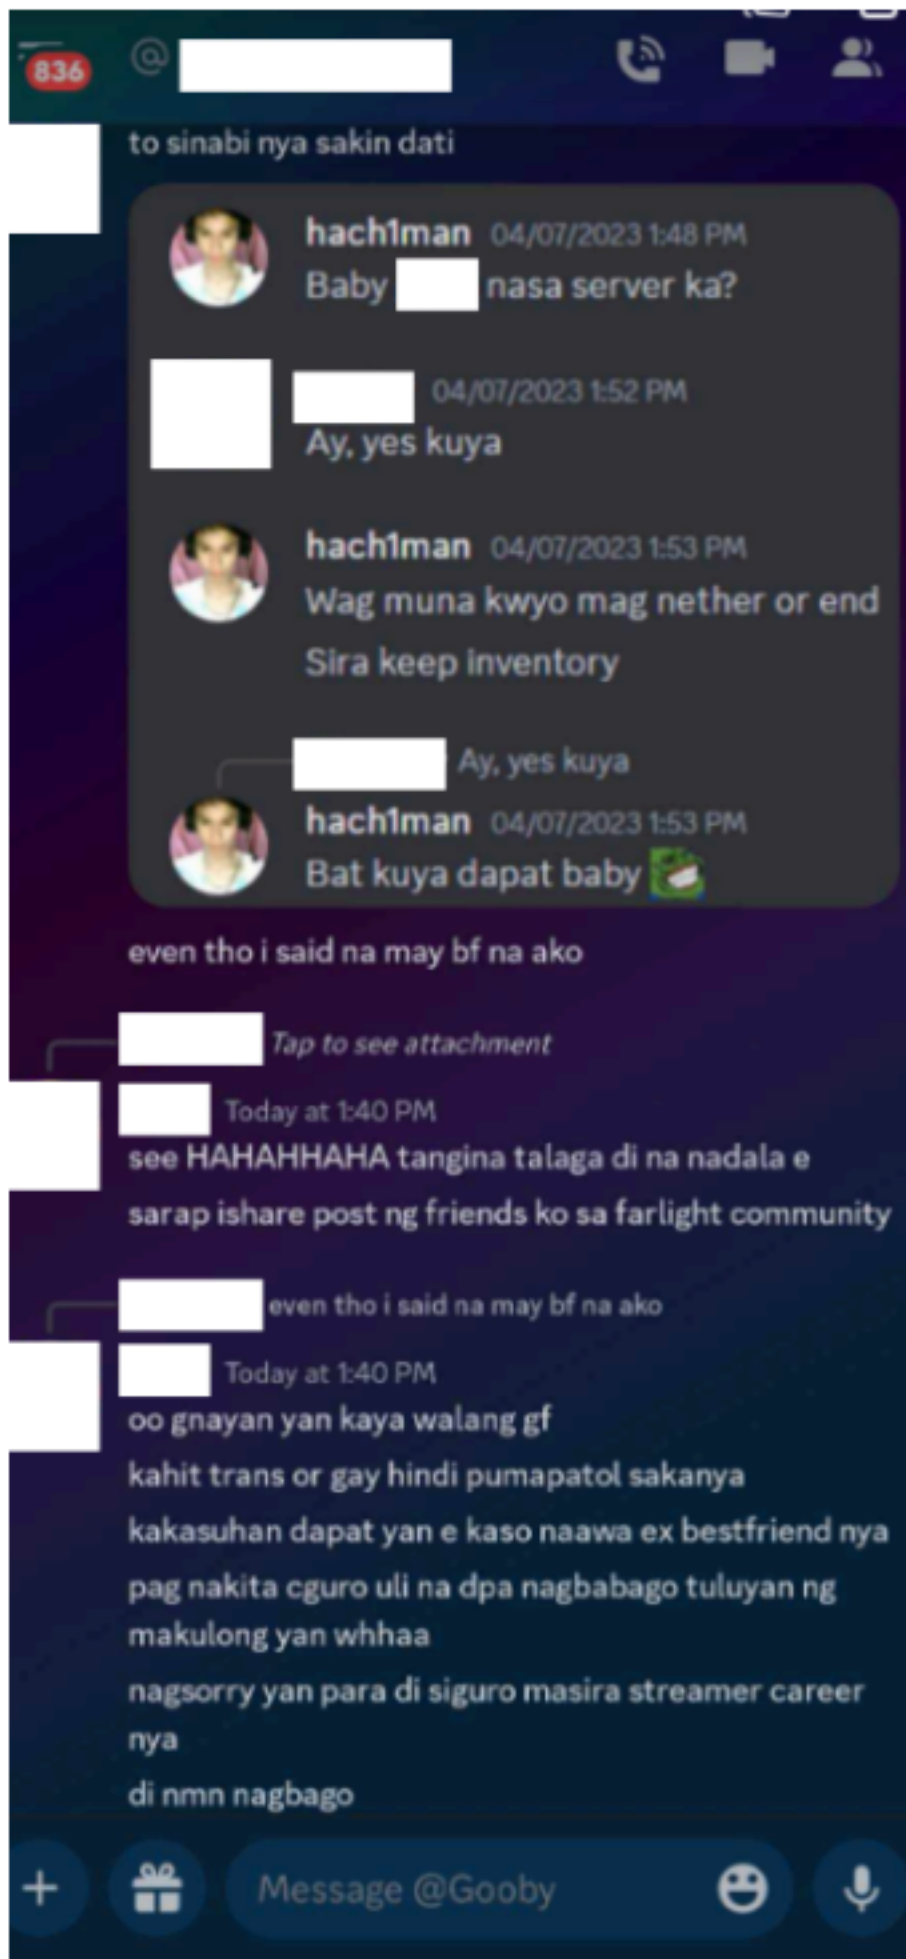 836
@
to sinabi nya sakin dati
hach1man 04/07/2023 1:48 PM
Baby nasa server ka?
04/07/2023 1:52 PM
Ay, yes kuya
hach1man 04/07/2023 1:53 PM
Wag muna kwyo mag nether or end
Sira keep inventory
Ay, yes kuya
hach1man 04/07/2023 1:53 PM
Bat kuya dapat baby
even tho i said na may bf na ako
Tap to see attachment
Today at 1:40 PM
see HAHAHHAHA tangina talaga di na nadala e
sarap ishare post ng friends ko sa farlight community
even tho i said na may bf na ako
Today at 1:40 PM
oo gnayan yan kaya walang gf
kahit trans or gay hindi pumapatol sakanya
kakasuhan dapat yan e kaso naawa ex bestfriend nya
pag nakita cguro uli na dpa nagbabago tuluyan ng
makulong yan whhaa
nagsorry yan para di siguro masira streamer career
nya
di nmn nagbago
Message @Gooby